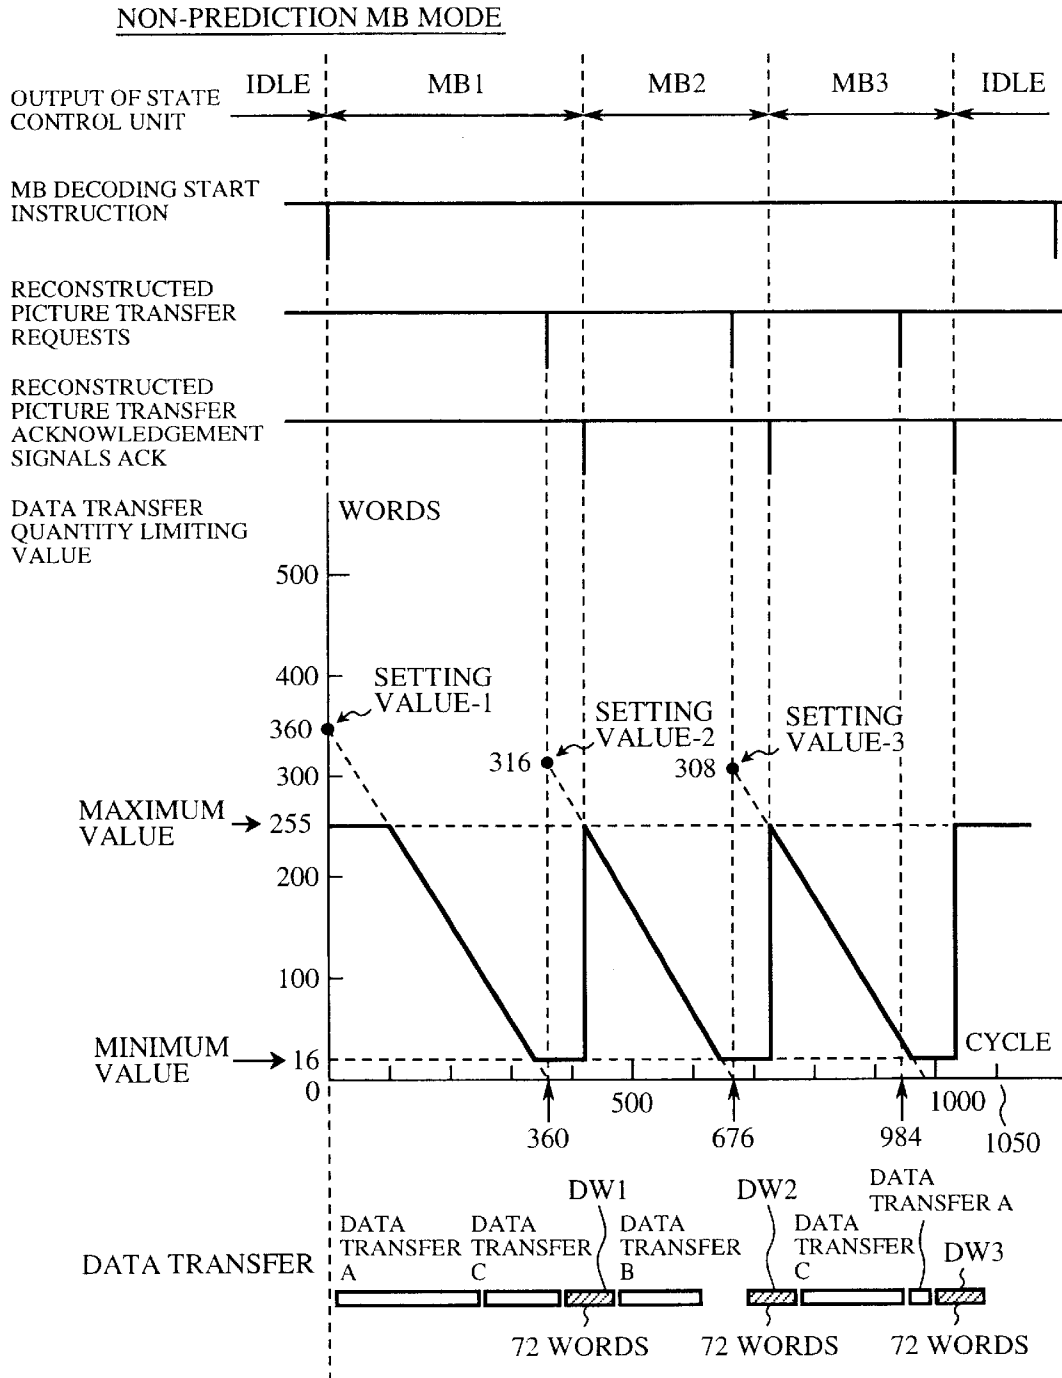 NON-PREDICTION MB MODE
IDLE
MB1
MB2
MB3
IDLE
OUTPUT OF STATE
CONTROL UNIT
MB DECODING START
INSTRUCTION
RECONSTRUCTED
PICTURE TRANSFER
REQUESTS
RECONSTRUCTED
PICTURE TRANSFER
ACKNOWLEDGEMENT
SIGNALS ACK
DATA TRANSFER
QUANTITY LIMITING
VALUE
WORDS
500
400
SETTING
VALUE-1
360
SETTING
VALUE-2
316
SETTING
VALUE-3
308
300
MAXIMUM
VALUE
255
200
100
MINIMUM
VALUE
16
CYCLE
0
500
1000
360
676
984
1050
DW1
DW2
DATA
TRANSFER A
DATA TRANSFER
DATA
TRANSFER
A
DATA
TRANSFER
C
DATA
TRANSFER
B
DATA
TRANSFER
C
DW3
72 WORDS
72 WORDS
72 WORDS